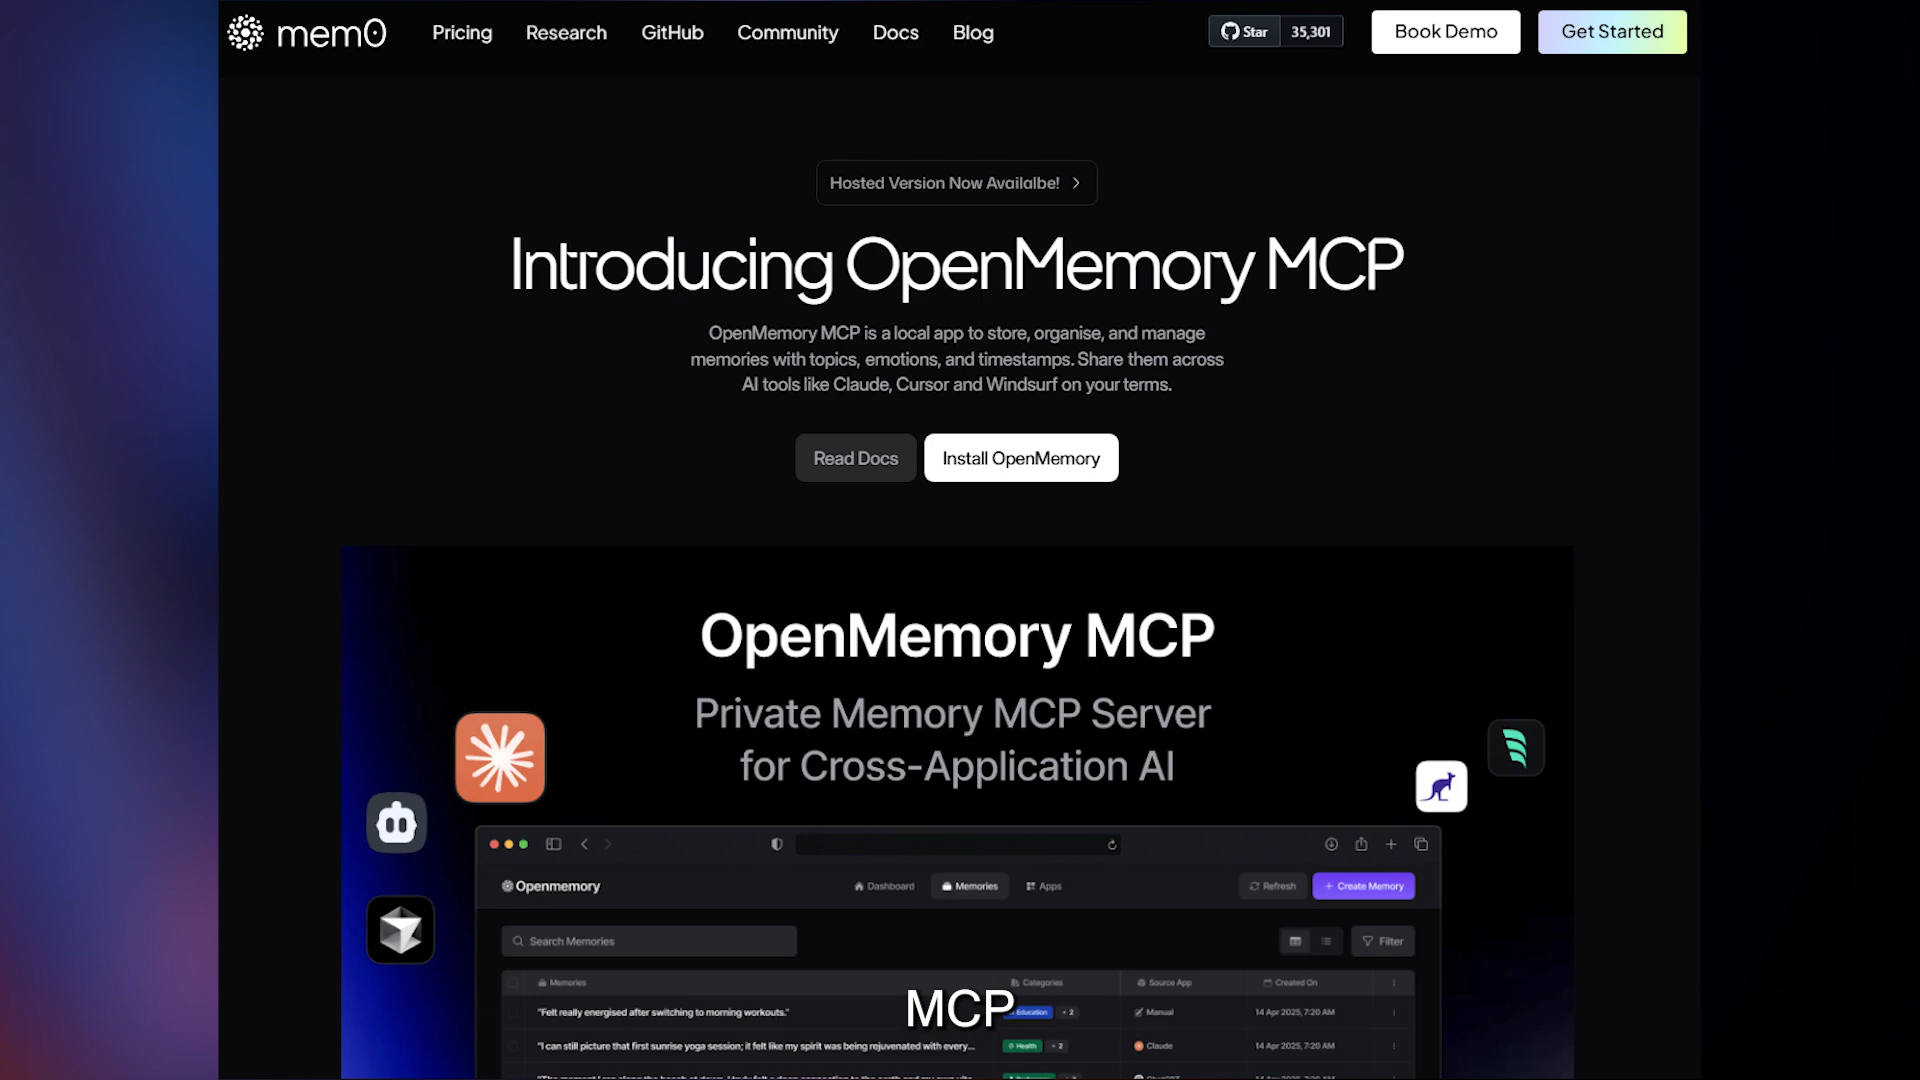 mem0
Pricing
Research
GitHub
Community
Docs
Blog
Star
35,301
Book Demo
Get Started
Hosted Version Now Availalbe!
Introducing OpenMemory MCP
OpenMemory MCP is a local app to store, organise, and manage
memories with topics, emotions, and timestamps. Share them across
AI tools like Claude, Cursor and Windsurf on your terms.
Read Docs
Install OpenMemory
OpenMemory MCP
Private Memory MCP Server
for Cross-Application AI
Openmemory
Dashboard
Memories
Apps
Refresh
+ Create Memory
Search Memories
Filter
Memories
Categories
Source App
Created On
"Felt really energised after switching to morning workouts."
Education
+ 2
Manual
14 Apr 2025, 7:20 AM
MCP
"I can still picture that first sunrise yoga session; it felt like my spirit was being rejuvenated with every...
Health
+ 2
Claude
14 Apr 2025, 7:20 AM